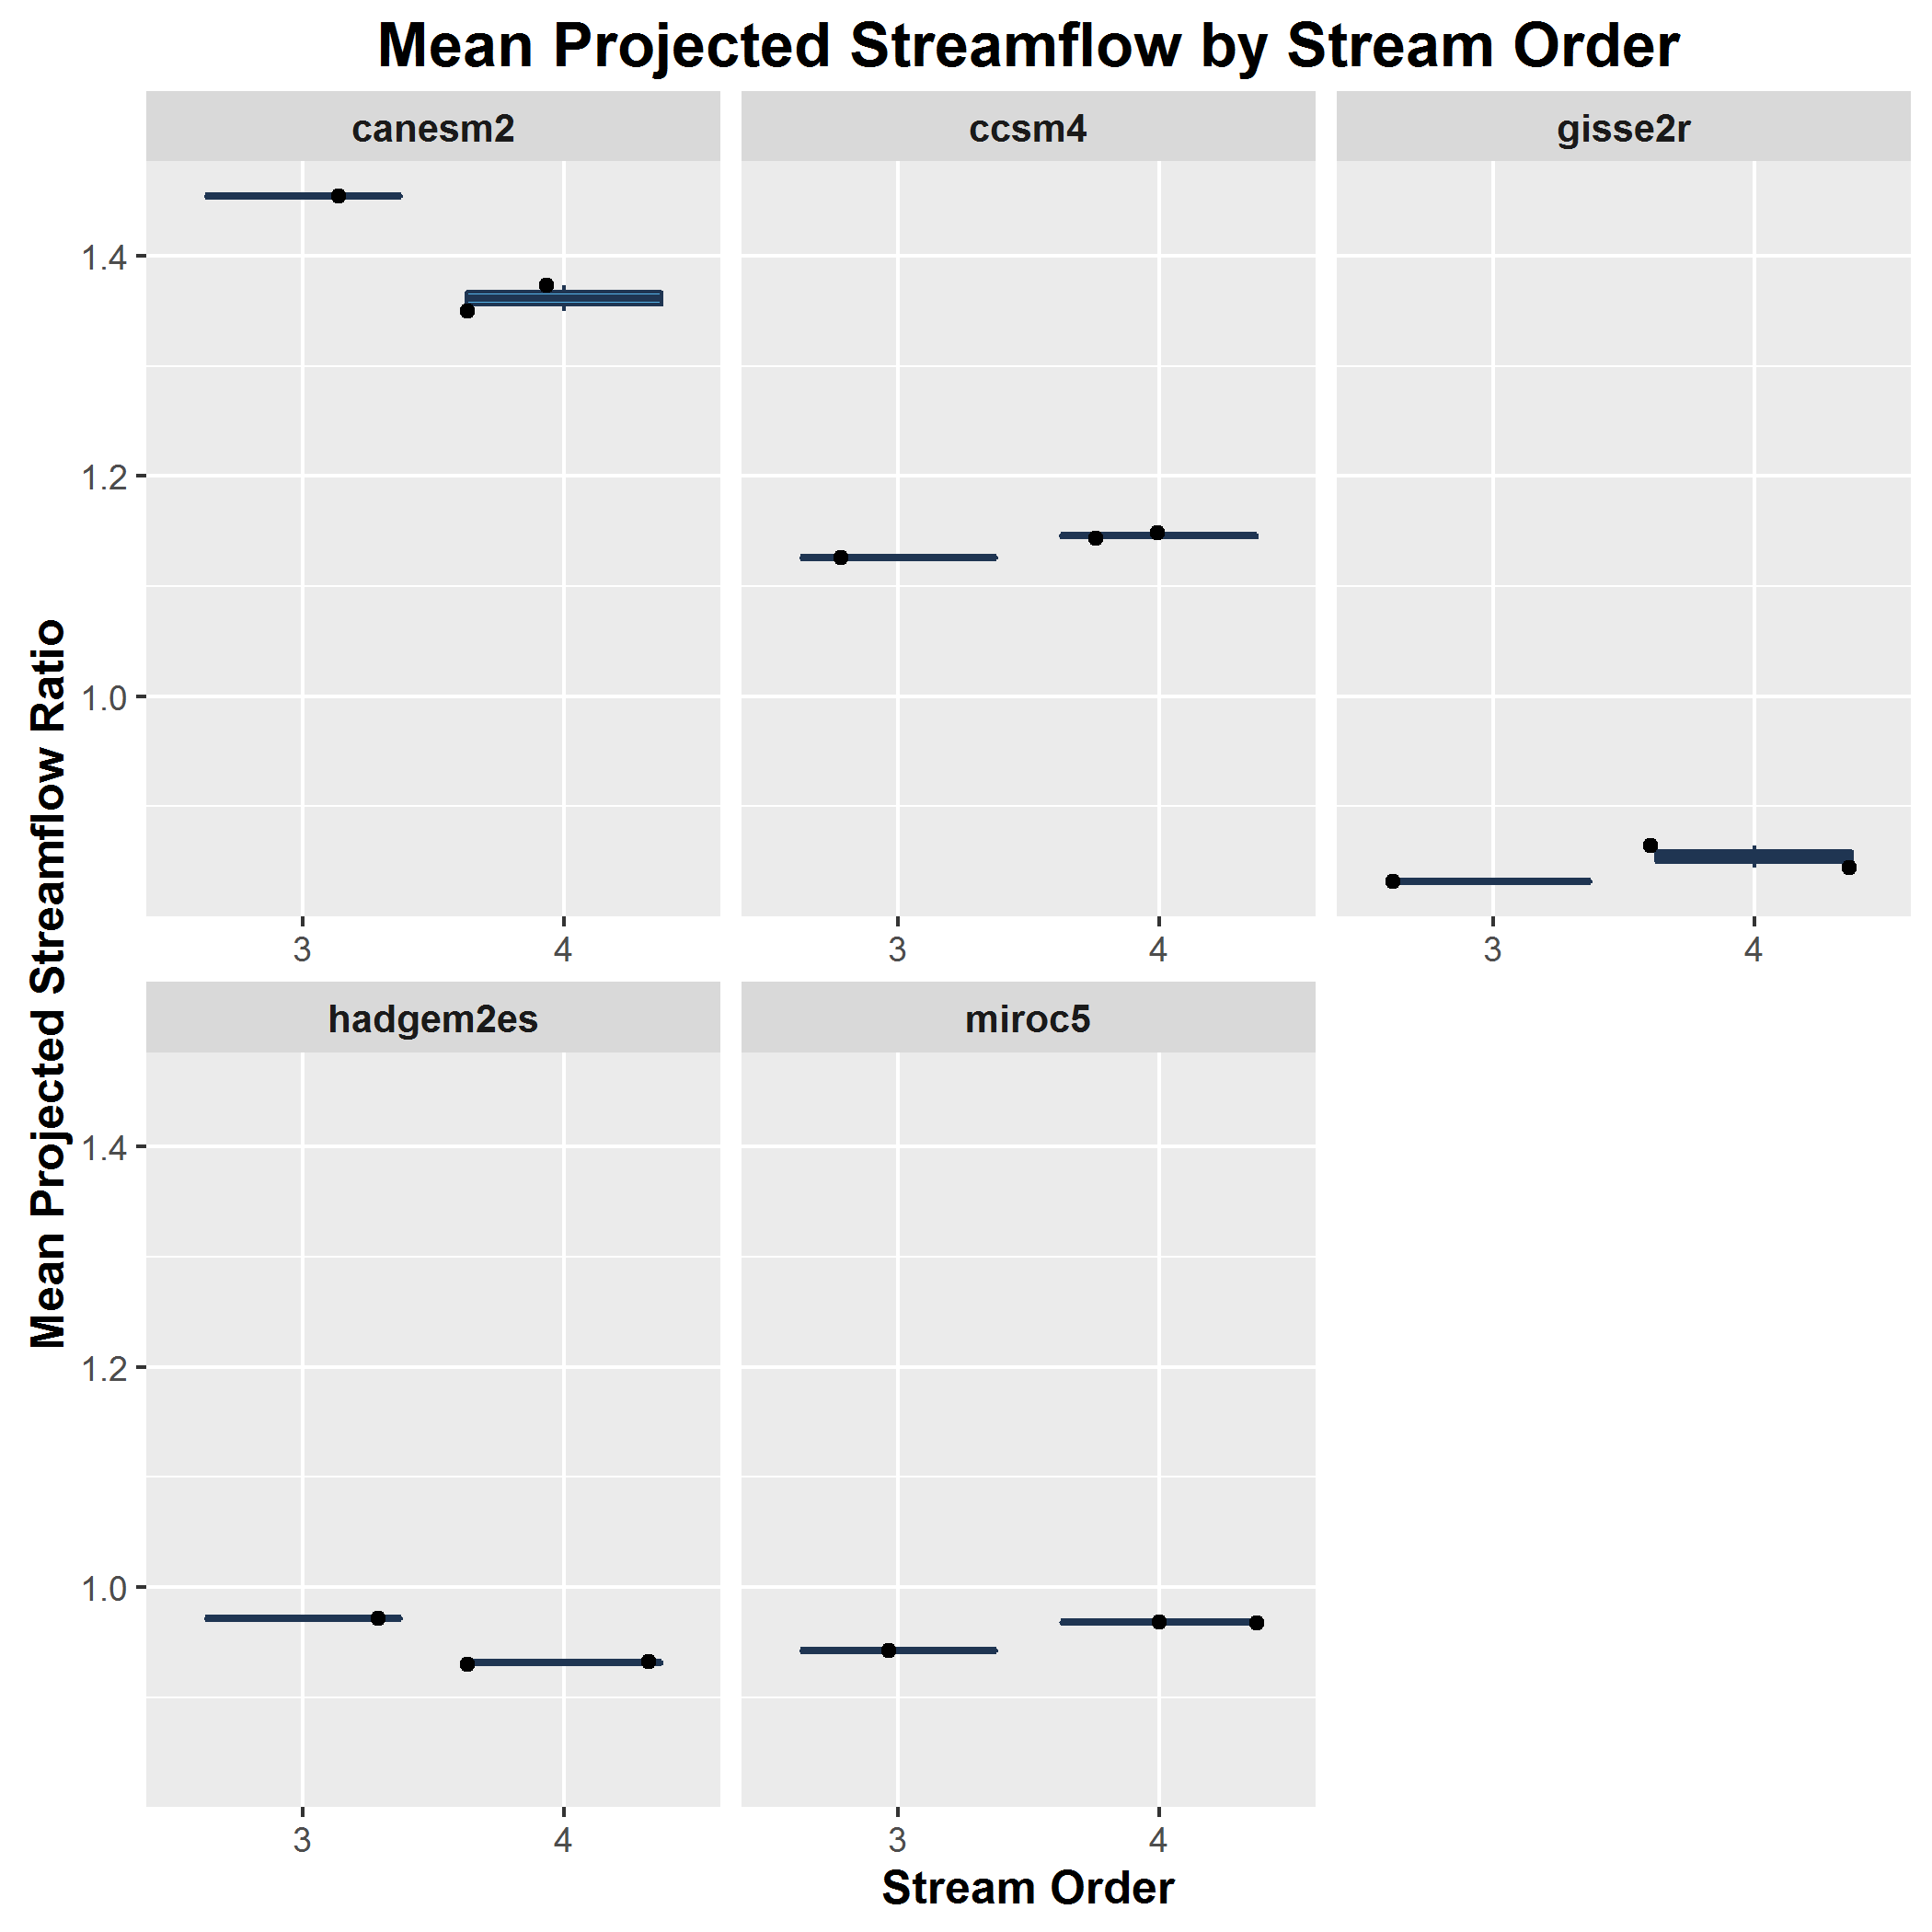 Mean Projected Streamflow by Stream Order
canesm2
ccsm4
gisse2r
1.4
1.2
1.0
3 4
3 4
3 4
Mean Projected Streamflow Ratio
hadgem2es
miroc5
1.4
1.2
1.0
3 4
3 4
Stream Order